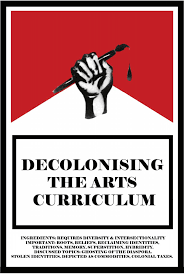 DECOLONISING
THE ARTS
CURRICULUM
INGREDIENTS: REQUIRES DIVERSITY & INTERSECTIONALITY
IMPORTANT: ROOTS, BELIEFS, RECLAIMING IDENTITIES,
TRADITIONS, MEMORY, SUPERSTITION, HYBRIDITY.
DISCUSSED TOPICS: GHOSTING OF THE DIASPORA.
STOLEN IDENTITIES, DEPICTED AS COMMODITIES, COLONIAL TAXES.